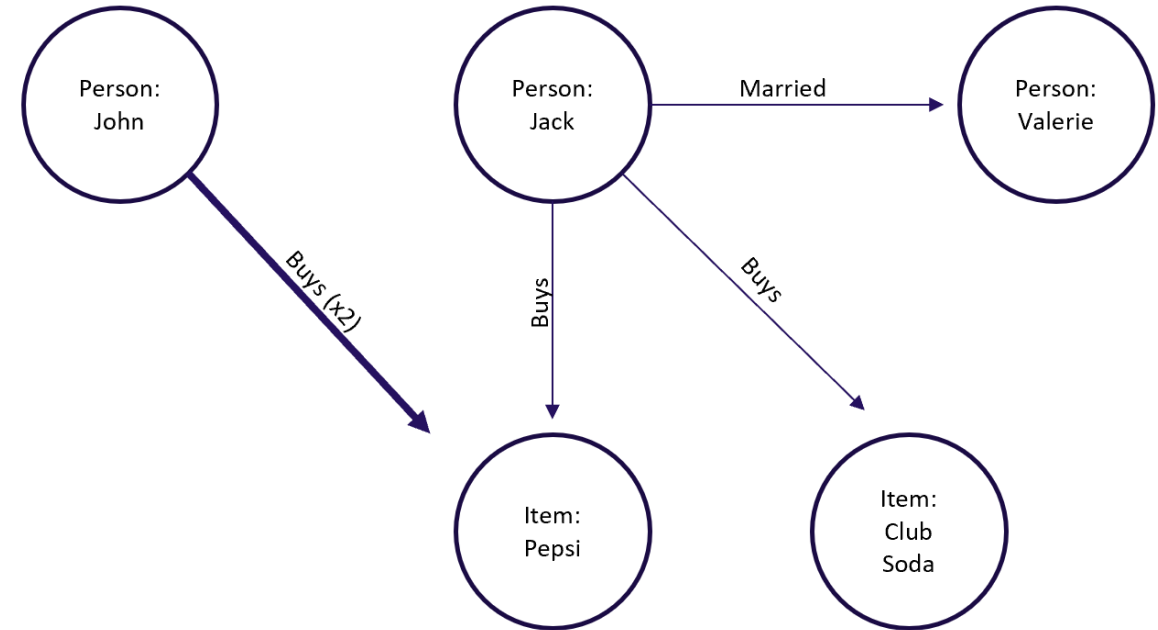 Person:
John
Person:
Jack
Married
Person:
Valerie
Buys (x2)
Buys
Buys
Item:
Pepsi
Item:
Club
Soda